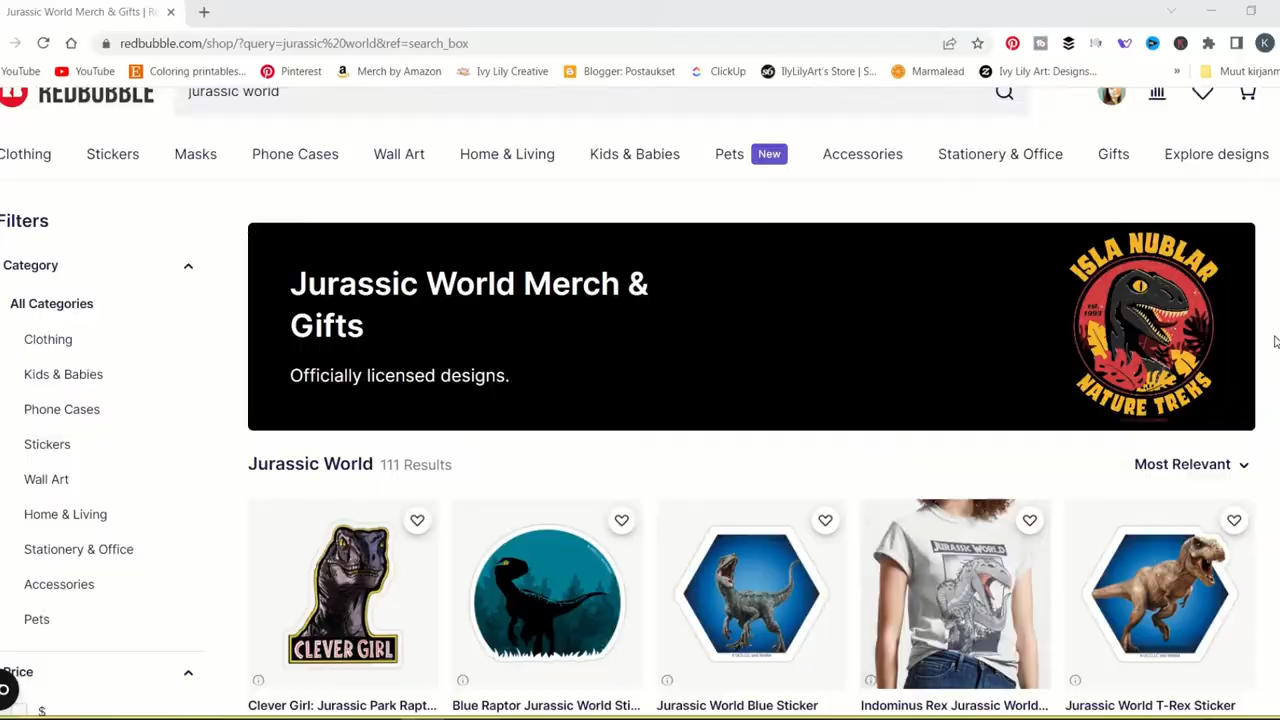 Jurassic World Merch & Gifts | Re
redbubble.com/shop/?query=jurassic%20world&ref=search_box
YouTube
YouTube
Coloring printables...
Pinterest
Merch by Amazon
Ivy Lily Creative
Blogger: Postaukset
ClickUp
IlyLilyArt's Store | S...
Marmalead
Ivy Lily Art: Designs...
»
Muut kirjanm
REDBUBBLE
jurassic world
Clothing
Stickers
Masks
Phone Cases
Wall Art
Home & Living
Kids & Babies
Pets
New
Accessories
Stationery & Office
Gifts
Explore designs
Filters
Category
All Categories
Clothing
Kids & Babies
Phone Cases
Stickers
Wall Art
Home & Living
Stationery & Office
Accessories
Pets
Price
$
Jurassic World Merch &
Gifts
Officially licensed designs.
ISLA NUBLAR
EST.
1993
NATURE TREKS
Jurassic World 111 Results
Most Relevant
CLEVER GIRL
JURASSIC WORLD
Clever Girl: Jurassic Park Rapt...
Blue Raptor Jurassic World Sti...
Jurassic World Blue Sticker
Indominus Rex Jurassic World...
Jurassic World T-Rex Sticker